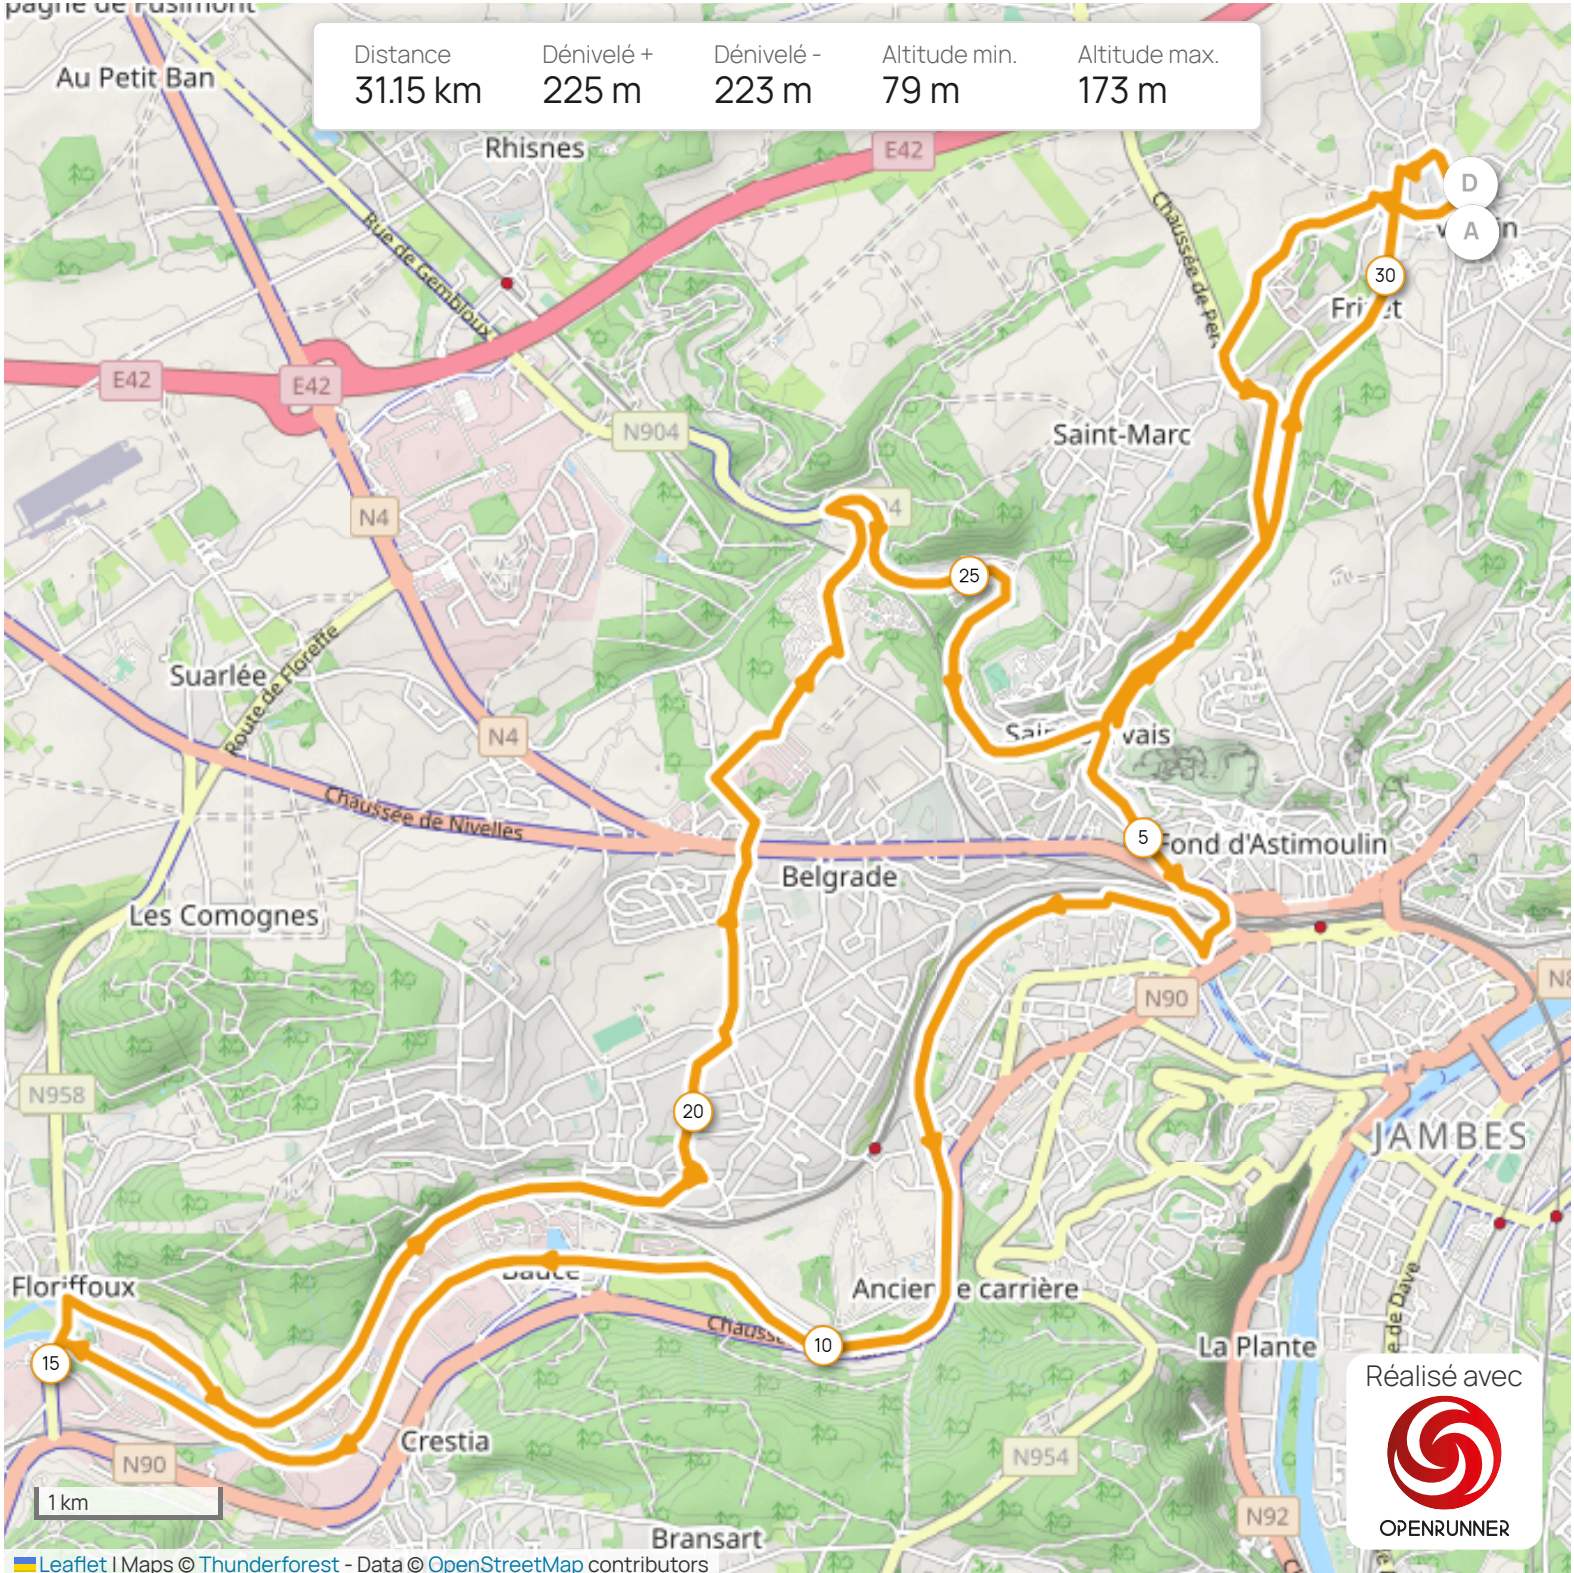 Distance
31.15 km
Dénivelé +
225 m
Dénivelé -
223 m
Altitude min.
79 m
Altitude max.
173 m
Au Petit Ban
Rhisnes
E42
D
A
Chaussée de Per
Rue de Gembloux
30
E42
E42
N904
Saint-Marc
N4
25
Suarlée
Route de Floreffe
N4
Chaussée de Nivelles
5
Fond d'Astimoulin
Belgrade
Les Comognes
N90
N958
20
JAMBES
Floriffoux
15
10
La Plante
Crestia
N90
N954
N92
Bransart
1 km
Réalisé avec
OPENRUNNER
Leaflet | Maps © Thunderforest - Data © OpenStreetMap contributors